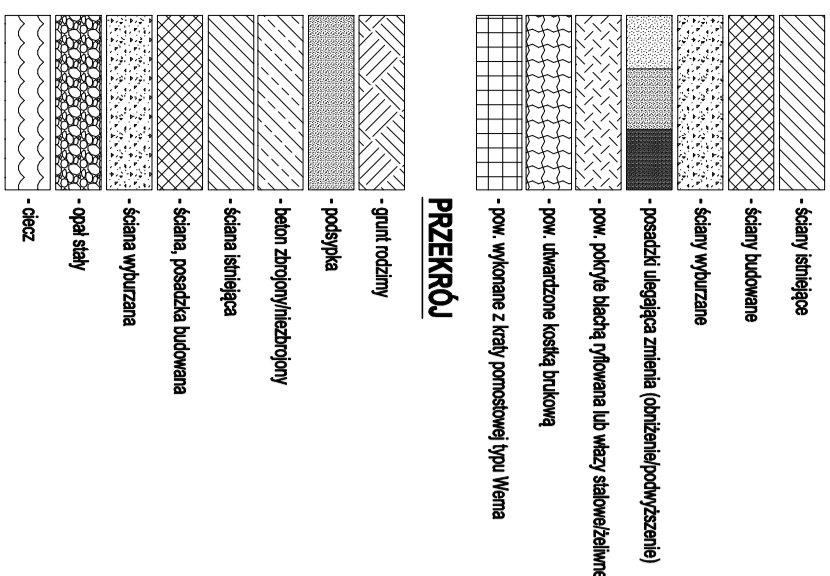 - ściany istniejące
- ściany budowane
- ściany wyburzane
- posadzki ulegająca zmienia (obniżenie/podwyższenie)
- pow. pokryte blachą ryflowana lub włazy stalowe/żeliwne
- pow. utwardzone kostką brukową
- pow. wykonane z kraty pomostowej typu Wema
PRZEKRÓJ
- grunt rodzimy
- podsypka
- beton zbrojony/niezbrojony
- ściana istniejąca
- ściana, posadzka budowana
- ściana wyburzana
- opał stały
- ciecz